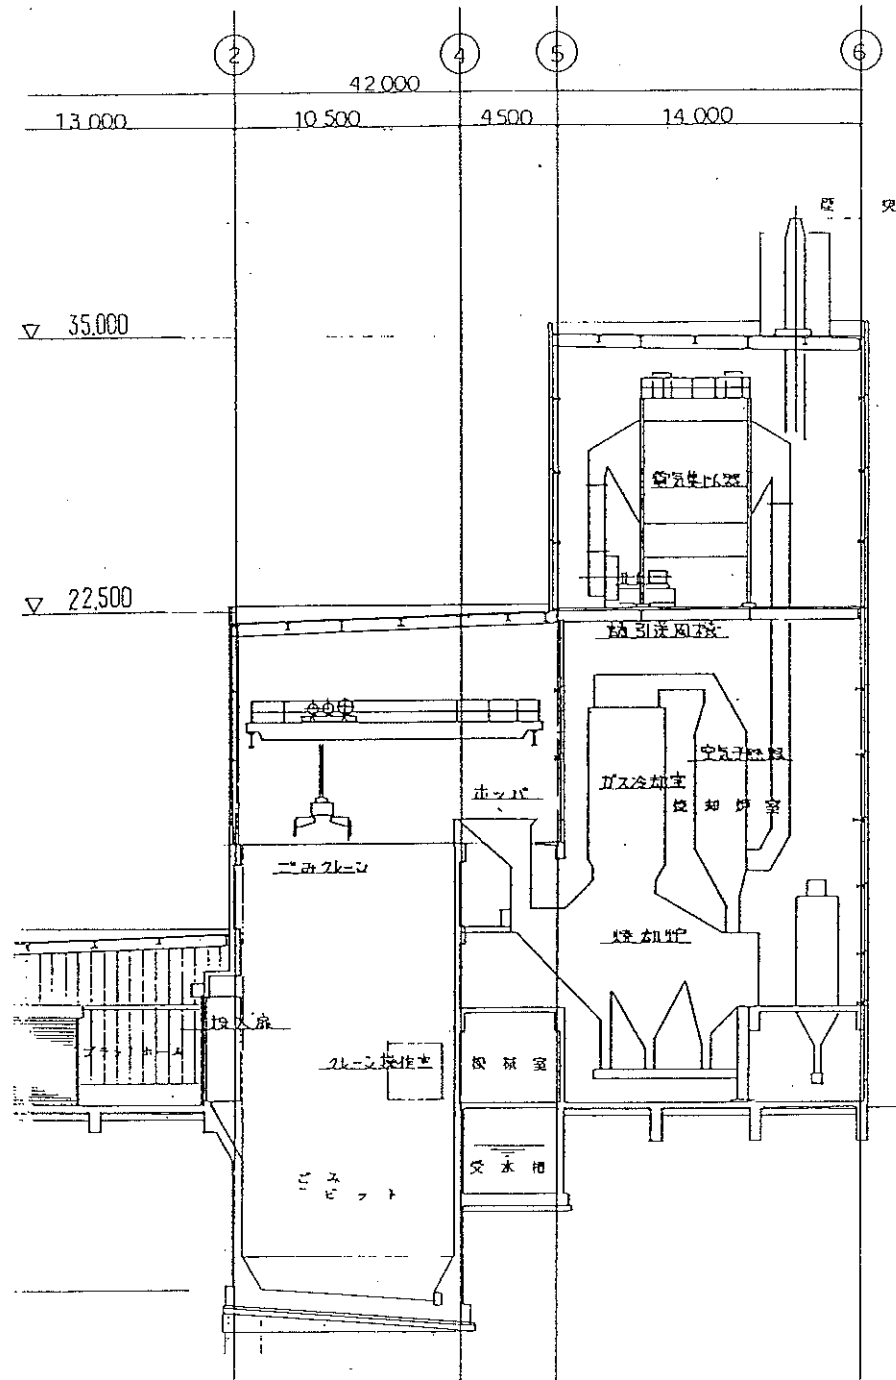 2 4 5 6
42.000
13.000 10.500 4.500 14.000
煙 突
35.000
電気集じん器
22.500
誘引送風機
空気予熱器
ガス冷却室
焼 却 炉 室
ホッパ
ごみクレーン
焼却炉
投入扉
プラットホーム
クレーン操作室
機 械 室
受 水 槽
ごみ
ピット